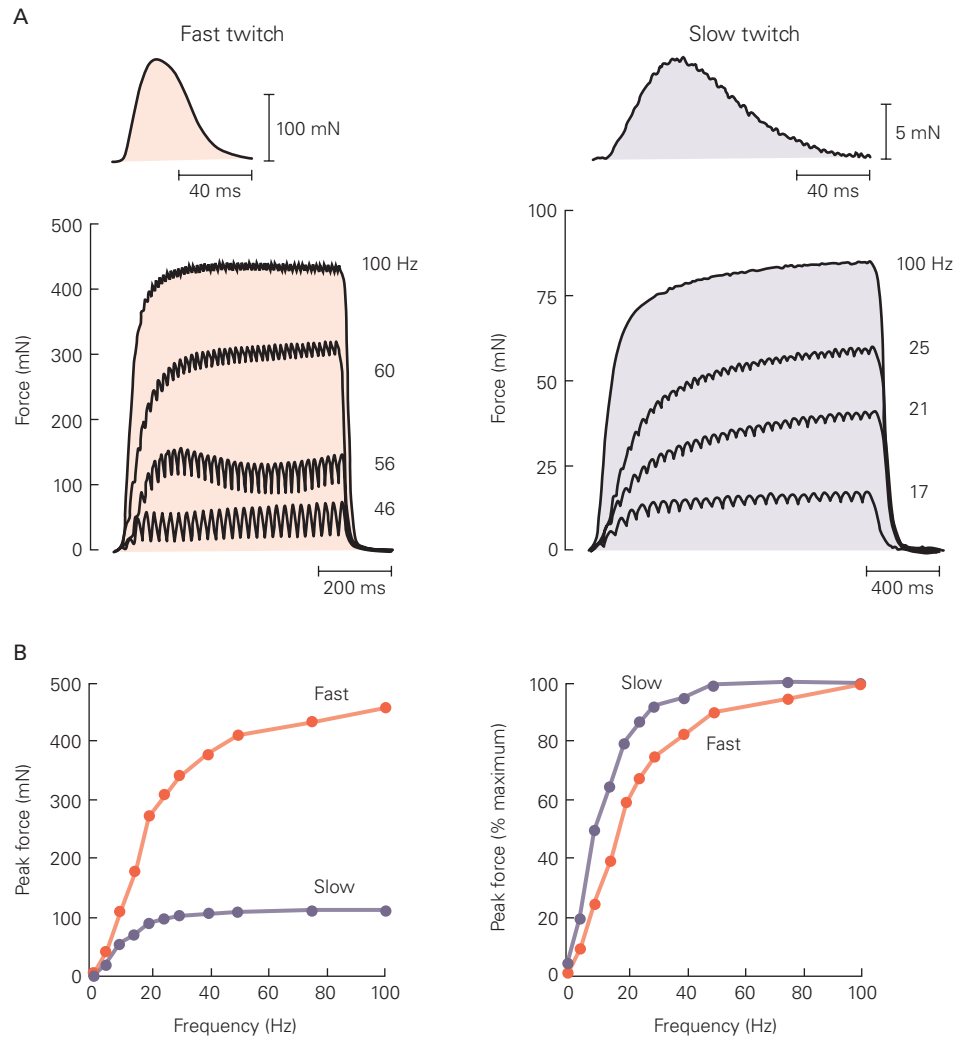 A
Fast twitch
100 mN
40 ms
Slow twitch
5 mN
40 ms
Force (mN)
500
400
300
200
100
0
100 Hz
60
56
46
200 ms
Force (mN)
100
75
50
25
0
100 Hz
25
21
17
400 ms
B
Peak force (mN)
500
400
300
200
100
0
Fast
Slow
0 20 40 60 80 100
Frequency (Hz)
Peak force (% maximum)
100
80
60
40
20
0
Slow
Fast
0 20 40 60 80 100
Frequency (Hz)